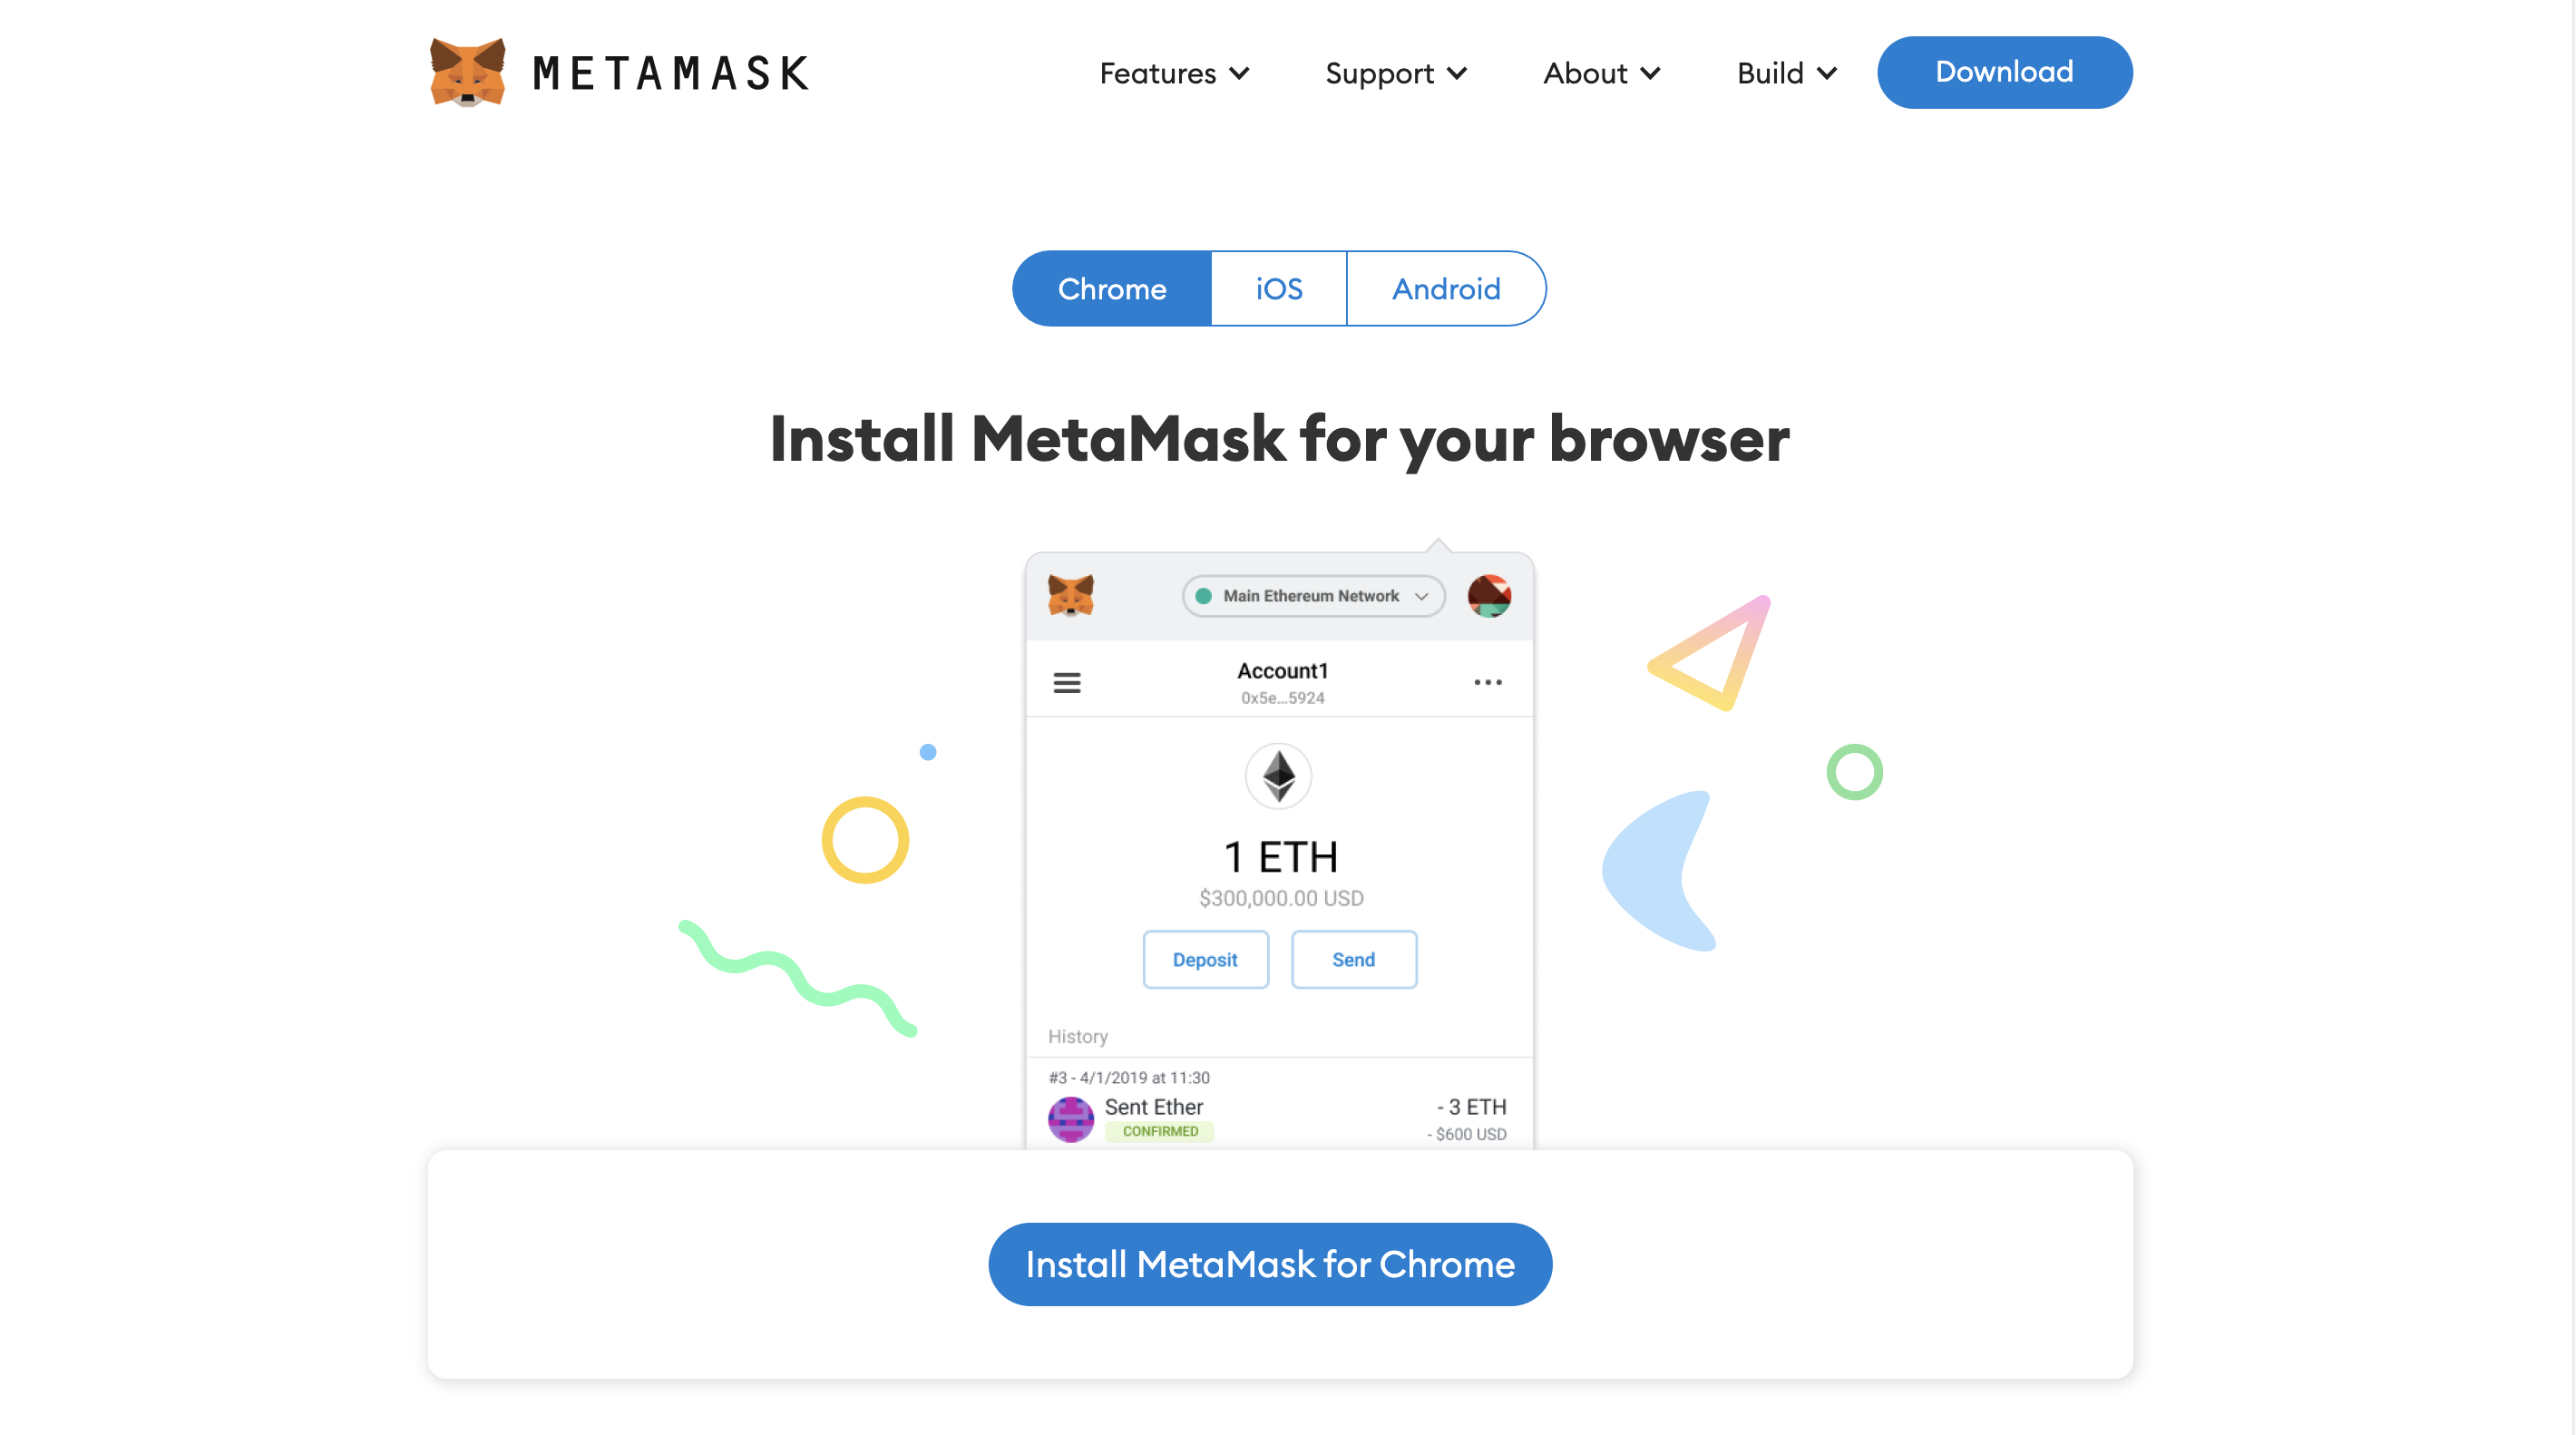 METAMASK
Features
Support
About
Build
Download
Chrome
iOS
Android
Install MetaMask for your browser
Main Ethereum Network
Account1
0x5e...5924
1 ETH
$300,000.00 USD
Deposit
Send
History
#3 - 4/1/2019 at 11:30
Sent Ether
- 3 ETH
CONFIRMED
- $600 USD
Install MetaMask for Chrome